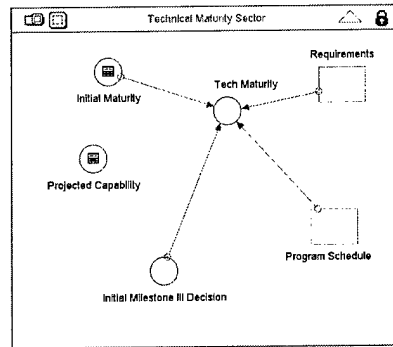 Technical Maturity Sector
Requirements
Tech Maturity
Initial Maturity
Projected Capability
Program Schedule
Initial Milestone III Decision